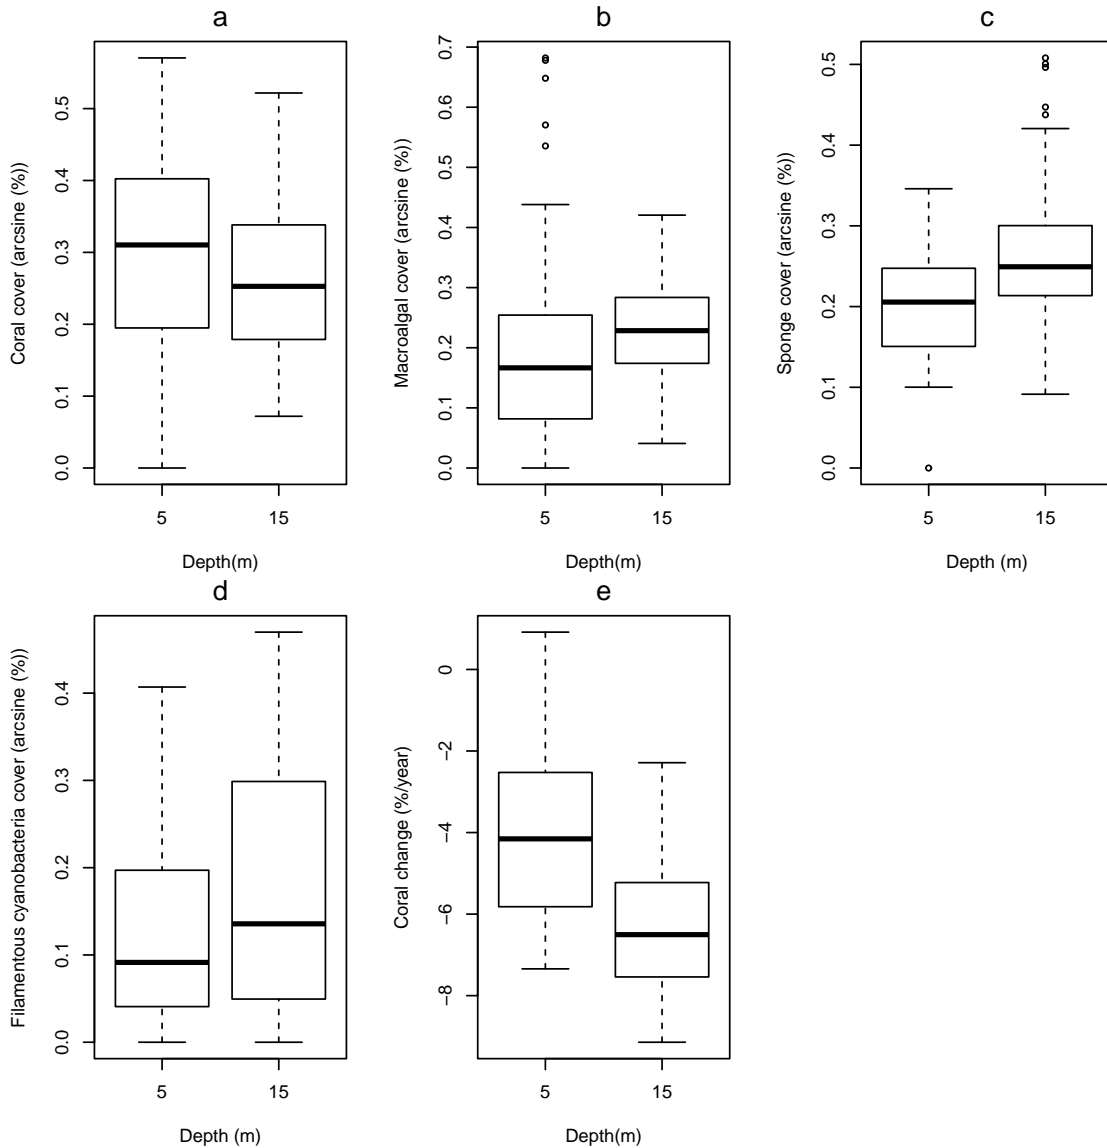 a
Coral cover (arcsine (%))
0.0 0.1 0.2 0.3 0.4 0.5
5 15
Depth(m)
b
Macroalgal cover (arcsine (%))
0.0 0.1 0.2 0.3 0.4 0.5 0.6 0.7
5 15
Depth(m)
c
Sponge cover (arcsine (%))
0.0 0.1 0.2 0.3 0.4 0.5
5 15
Depth (m)
d
Filamentous cyanobacteria cover (arcsine (%))
0.0 0.1 0.2 0.3 0.4
5 15
Depth (m)
e
Coral change (%/year)
−8 −6 −4 −2 0
5 15
Depth(m)